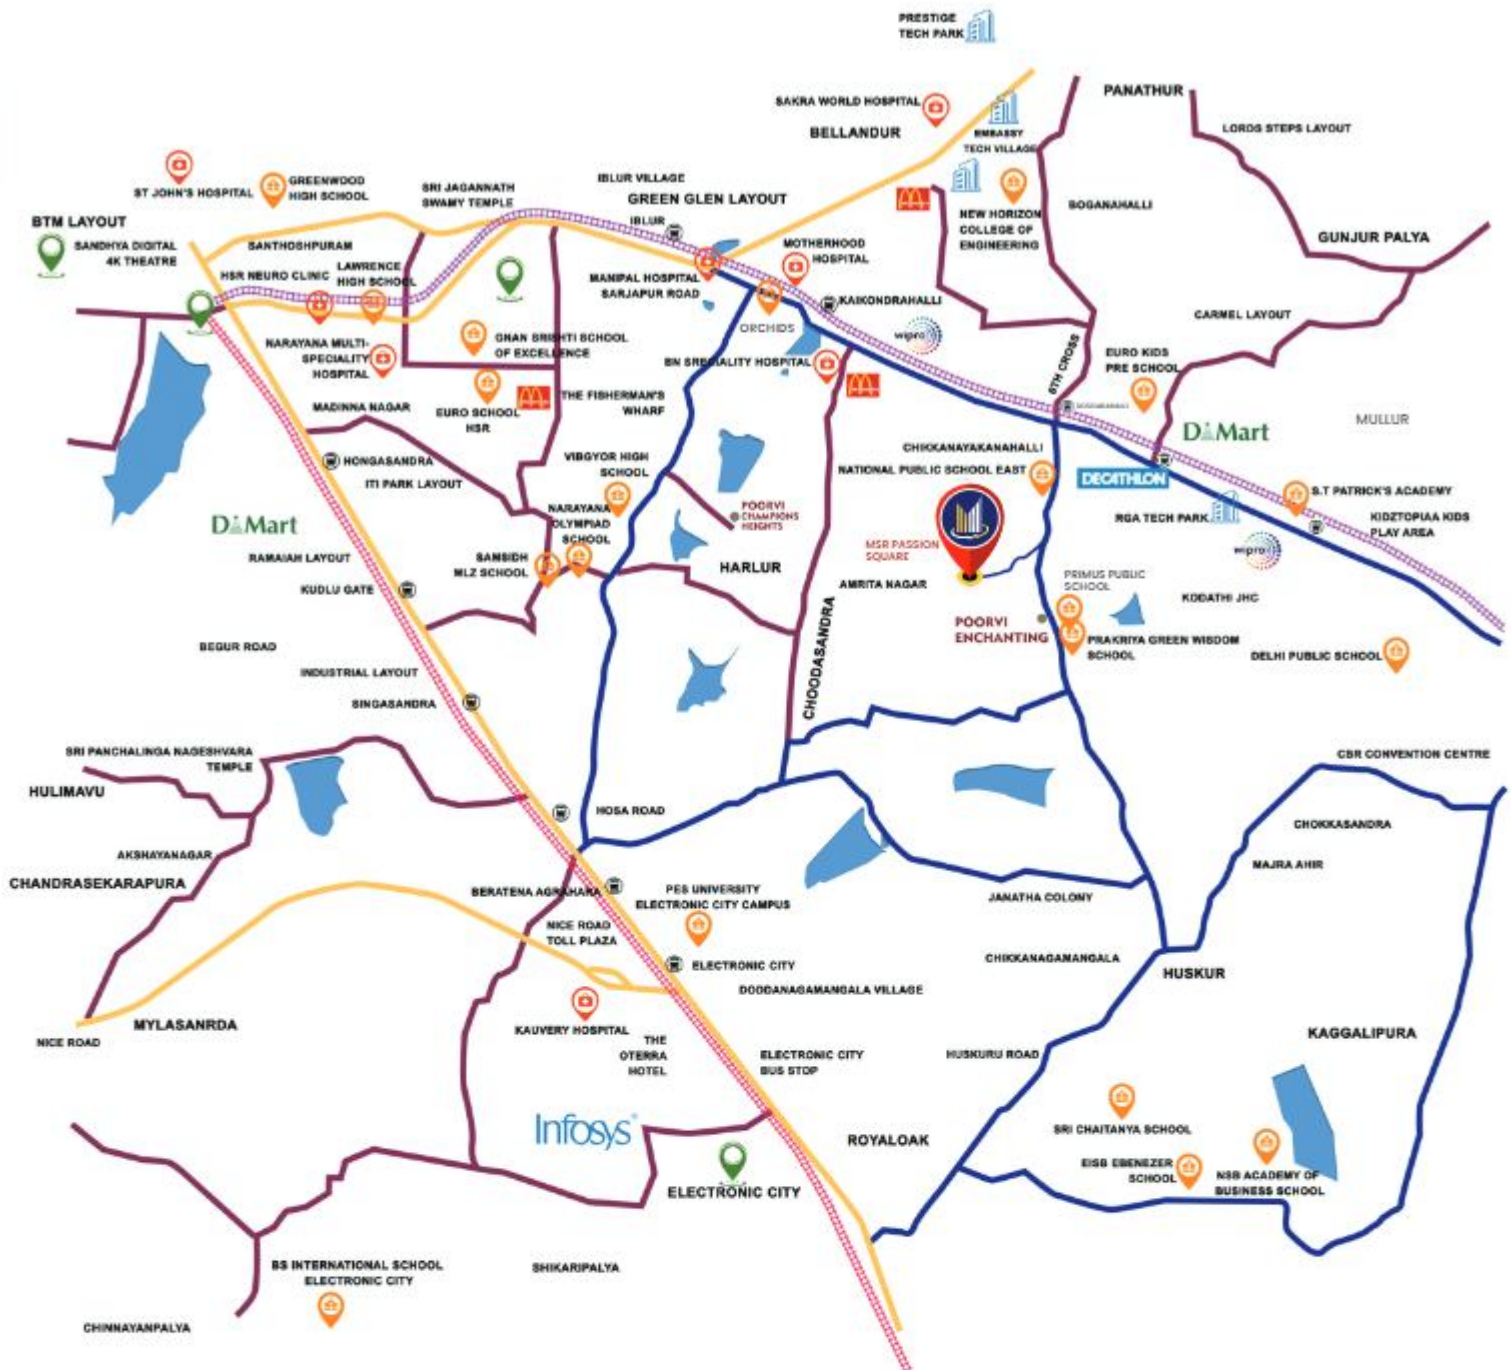 PRESTIGE
TECH PARK
PANATHUR
SAKRA WORLD HOSPITAL
BELLANDUR
EMBASSY
TECH VILLAGE
LORDS STEPS LAYOUT
ST JOHN'S HOSPITAL
GREENWOOD
HIGH SCHOOL
SRI JAGANNATH
SWAMY TEMPLE
IBLUR VILLAGE
GREEN GLEN LAYOUT
IBLUR
NEW HORIZON
COLLEGE OF
ENGINEERING
BOGANAHALLI
GUNJUR PALYA
BTM LAYOUT
SANDHYA DIGITAL
4K THEATRE
SANTHOSHPURAM
HSR NEURO CLINIC
LAWRENCE
HIGH SCHOOL
MOTHERHOOD
HOSPITAL
MANIPAL HOSPITAL
SARJAPUR ROAD
KAIKONDRAHALLI
ORCHIDS
wipro
CARMEL LAYOUT
NARAYANA MULTI-
SPECIALITY
HOSPITAL
GNAN SRISHTI SCHOOL
OF EXCELLENCE
BN SPECIALITY HOSPITAL
5TH CROSS
EURO KIDS
PRE SCHOOL
MADINNA NAGAR
EURO SCHOOL
HSR
THE FISHERMAN'S
WHARF
D Mart
MULLUR
HONGASANDRA
ITI PARK LAYOUT
VIBGYOR HIGH
SCHOOL
CHIKKANAYAKANAHALLI
NATIONAL PUBLIC SCHOOL EAST
DECATHLON
S.T PATRICK'S ACADEMY
D Mart
NARAYANA
OLYMPIAD
SCHOOL
POORVI
CHAMPIONS
HEIGHTS
RGA TECH PARK
KIDZTOPIAA KIDS
PLAY AREA
wipro
RAMAIAH LAYOUT
SAMSIDH
MLZ SCHOOL
HARLUR
MSR PASSION
SQUARE
AMRITA NAGAR
PRIMUS PUBLIC
SCHOOL
KODATHI JHC
KUDLU GATE
CHOODASANDRA
POORVI
ENCHANTING
PRAKRIYA GREEN WISDOM
SCHOOL
DELHI PUBLIC SCHOOL
BEGUR ROAD
INDUSTRIAL LAYOUT
SINGASANDRA
SRI PANCHALINGA NAGESHVARA
TEMPLE
CBR CONVENTION CENTRE
HULIMAVU
HOSA ROAD
CHOKKASANDRA
AKSHAYANAGAR
MAJRA AHIR
CHANDRASEKARAPURA
BERATENA AGRAHARA
PES UNIVERSITY
ELECTRONIC CITY CAMPUS
JANATHA COLONY
NICE ROAD
TOLL PLAZA
ELECTRONIC CITY
CHIKKANAGAMANGALA
HUSKUR
DODDANAGAMANGALA VILLAGE
MYLASANRDA
NICE ROAD
KAUVERY HOSPITAL
THE
OTERRA
HOTEL
ELECTRONIC CITY
BUS STOP
HUSKURU ROAD
KAGGALIPURA
Infosys
ROYALOAK
SRI CHAITANYA SCHOOL
EISB EBENEZER
SCHOOL
NSB ACADEMY OF
BUSINESS SCHOOL
ELECTRONIC CITY
BS INTERNATIONAL SCHOOL
ELECTRONIC CITY
SHIKARIPALYA
CHINNAYANPALYA